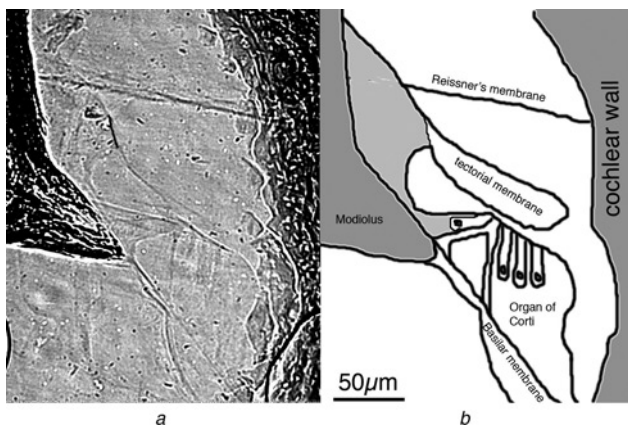 Reissner's membrane
tectorial membrane
cochlear wall
Modiolus
Organ of
Corti
Basilar membrane
50µm
a
b